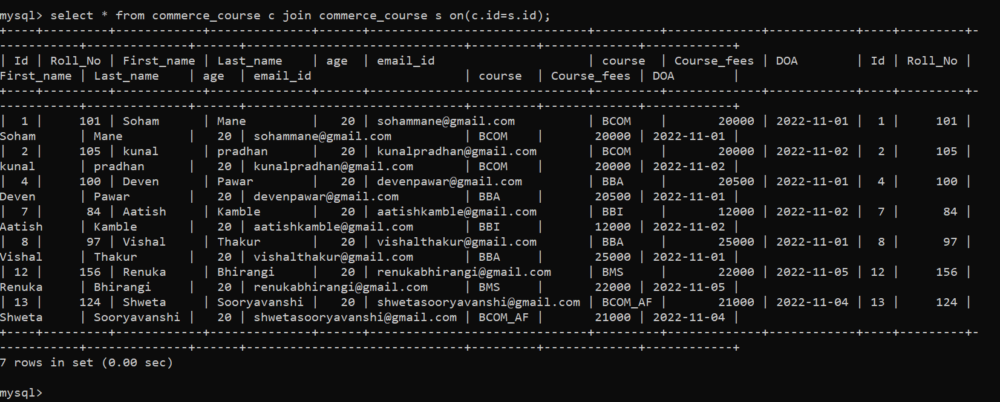 mysql> select * from commerce_course c join commerce_course s on(c.id=s.id);
+----+---------+------------+--------------+------+------------------------------+---------+-------------+------------+----+---------+-
-----------+--------------+------+------------------------------+---------+-------------+------------+
| Id | Roll_No | First_name | Last_name    | age  | email_id                     | course  | Course_fees | DOA        | Id | Roll_No |
First_name | Last_name    | age  | email_id                     | course  | Course_fees | DOA        |
+----+---------+------------+--------------+------+------------------------------+---------+-------------+------------+----+---------+-
-----------+--------------+------+------------------------------+---------+-------------+------------+
|  1 |     101 | Soham      | Mane         |   20 | sohammane@gmail.com          | BCOM    |       20000 | 2022-11-01 |  1 |     101 |
Soham      | Mane         |   20 | sohammane@gmail.com          | BCOM    |       20000 | 2022-11-01 |
|  2 |     105 | kunal      | pradhan      |   20 | kunalpradhan@gmail.com       | BCOM    |       20000 | 2022-11-02 |  2 |     105 |
kunal      | pradhan      |   20 | kunalpradhan@gmail.com       | BCOM    |       20000 | 2022-11-02 |
|  4 |     100 | Deven      | Pawar        |   20 | devenpawar@gmail.com         | BBA     |       20500 | 2022-11-01 |  4 |     100 |
Deven      | Pawar        |   20 | devenpawar@gmail.com         | BBA     |       20500 | 2022-11-01 |
|  7 |      84 | Aatish     | Kamble       |   20 | aatishkamble@gmail.com       | BBI     |       12000 | 2022-11-02 |  7 |      84 |
Aatish     | Kamble       |   20 | aatishkamble@gmail.com       | BBI     |       12000 | 2022-11-02 |
|  8 |      97 | Vishal     | Thakur       |   20 | vishalthakur@gmail.com       | BBA     |       25000 | 2022-11-01 |  8 |      97 |
Vishal     | Thakur       |   20 | vishalthakur@gmail.com       | BBA     |       25000 | 2022-11-01 |
| 12 |     156 | Renuka     | Bhirangi     |   20 | renukabhirangi@gmail.com     | BMS     |       22000 | 2022-11-05 | 12 |     156 |
Renuka     | Bhirangi     |   20 | renukabhirangi@gmail.com     | BMS     |       22000 | 2022-11-05 |
| 13 |     124 | Shweta     | Sooryavanshi |   20 | shwetasooryavanshi@gmail.com | BCOM_AF |       21000 | 2022-11-04 | 13 |     124 |
Shweta     | Sooryavanshi |   20 | shwetasooryavanshi@gmail.com | BCOM_AF |       21000 | 2022-11-04 |
+----+---------+------------+--------------+------+------------------------------+---------+-------------+------------+----+---------+-
-----------+--------------+------+------------------------------+---------+-------------+------------+
7 rows in set (0.00 sec)
mysql>